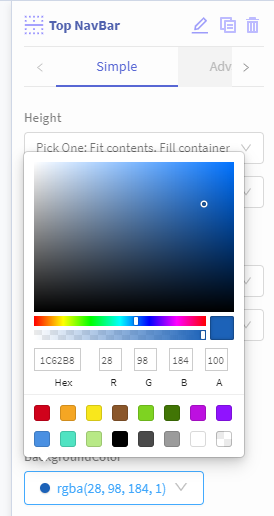 Top NavBar
Simple
Adv
Height
Pick One: Fit contents, Fill container
1C62B8 28 98 184 100
Hex R G B A
BackgroundColor
rgba(28, 98, 184, 1)